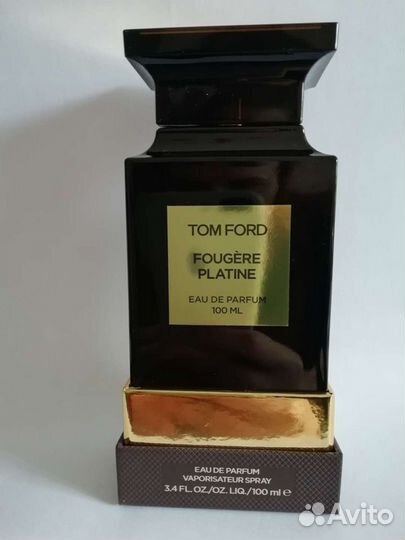 TOM FORD
FOUGÈRE
PLATINE
EAU DE PARFUM
100 ML
EAU DE PARFUM
VAPORISATEUR SPRAY
3.4 FL. OZ./OZ. LIQ./100 ml ℮
Avito